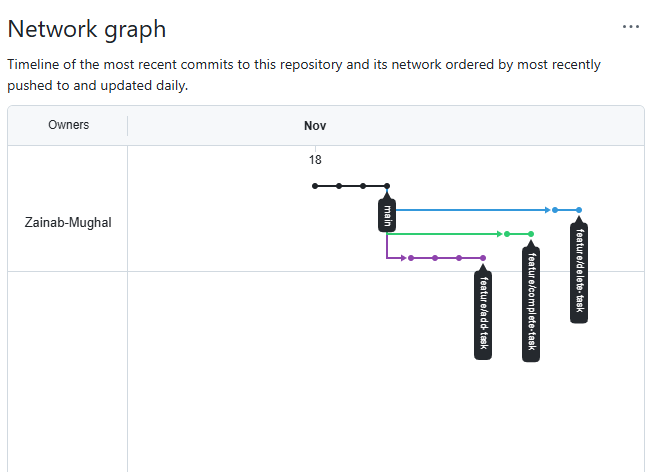 Network graph
Timeline of the most recent commits to this repository and its network ordered by most recently
pushed to and updated daily.
Owners
Nov
18
Zainab-Mughal
main
feature/delete-task
feature/complete-task
feature/add-task